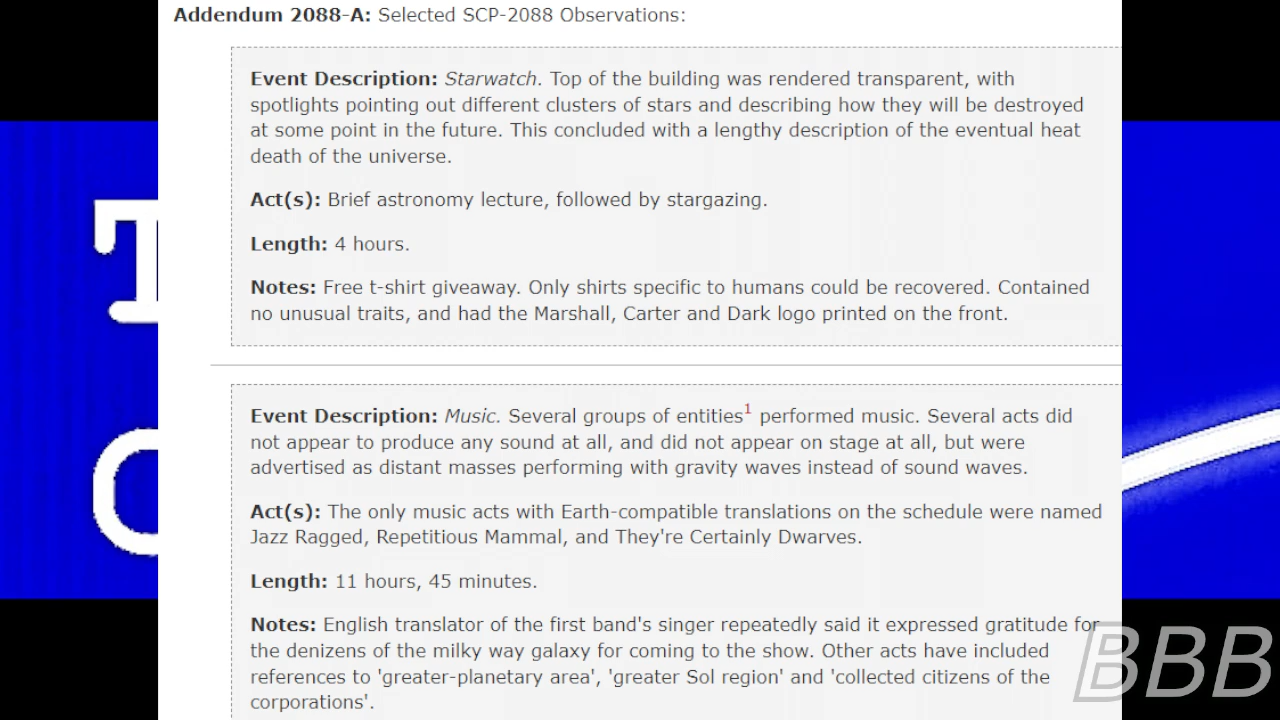 Addendum 2088-A: Selected SCP-2088 Observations:
Event Description: Starwatch. Top of the building was rendered transparent, with
spotlights pointing out different clusters of stars and describing how they will be destroyed
at some point in the future. This concluded with a lengthy description of the eventual heat
death of the universe.
Act(s): Brief astronomy lecture, followed by stargazing.
Length: 4 hours.
Notes: Free t-shirt giveaway. Only shirts specific to humans could be recovered. Contained
no unusual traits, and had the Marshall, Carter and Dark logo printed on the front.
Event Description: Music. Several groups of entities1 performed music. Several acts did
not appear to produce any sound at all, and did not appear on stage at all, but were
advertised as distant masses performing with gravity waves instead of sound waves.
Act(s): The only music acts with Earth-compatible translations on the schedule were named
Jazz Ragged, Repetitious Mammal, and They're Certainly Dwarves.
Length: 11 hours, 45 minutes.
Notes: English translator of the first band's singer repeatedly said it expressed gratitude for
the denizens of the milky way galaxy for coming to the show. Other acts have included
references to 'greater-planetary area', 'greater Sol region' and 'collected citizens of the
corporations'.
BBB